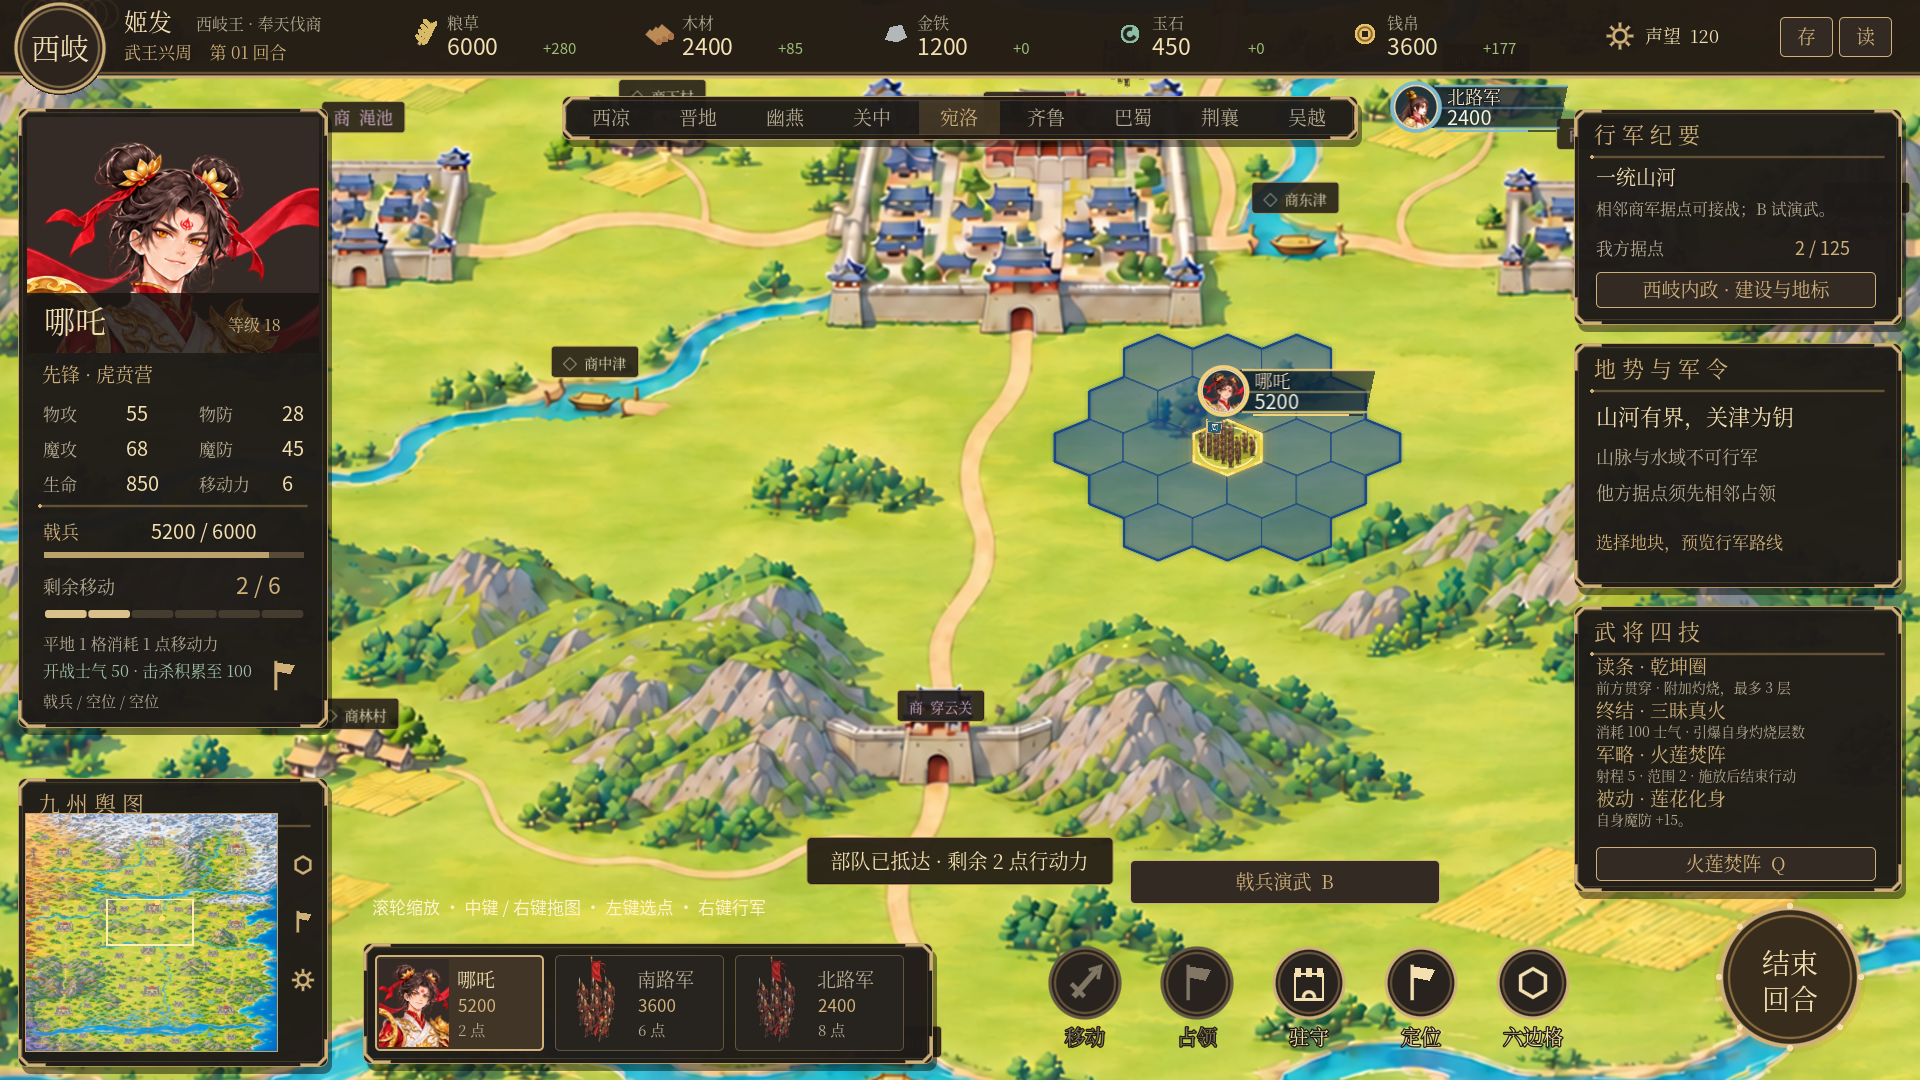 西岐
姬发 西岐王 · 奉天伐商
武王兴周 第 01 回合
粮草
6000 +280
木材
2400 +85
金铁
1200 +0
玉石
450 +0
钱帛
3600 +177
声望 120
存 读
商 渑池
西凉 晋地 幽燕 关中 宛洛 齐鲁 巴蜀 荆襄 吴越
北路军
2400
商东津
商中津
哪吒
5200
商 穿云关
商林村
哪吒 等级 18
先锋 · 虎贲营
物攻 55 物防 28
魔攻 68 魔防 45
生命 850 移动力 6
戟兵 5200 / 6000
剩余移动 2 / 6
平地 1 格消耗 1 点移动力
开战士气 50 · 击杀积累至 100
戟兵 / 空位 / 空位
九州舆图
行军纪要
一统山河
相邻商军据点可接战；B 试演武。
我方据点 2 / 125
西岐内政 · 建设与地标
地势与军令
山河有界，关津为钥
山脉与水域不可行军
他方据点须先相邻占领
选择地块，预览行军路线
武将四技
读条 · 乾坤圈
前方贯穿 · 附加灼烧，最多 3 层
终结 · 三昧真火
消耗 100 士气 · 引爆自身灼烧层数
军略 · 火莲焚阵
射程 5 · 范围 2 · 施放后结束行动
被动 · 莲花化身
自身魔防 +15。
火莲焚阵 Q
部队已抵达 · 剩余 2 点行动力
戟兵演武 B
滚轮缩放 · 中键 / 右键拖图 · 左键选点 · 右键行军
哪吒
5200
2 点
南路军
3600
6 点
北路军
2400
8 点
移动 占领 驻守 定位 六边格
结束
回合